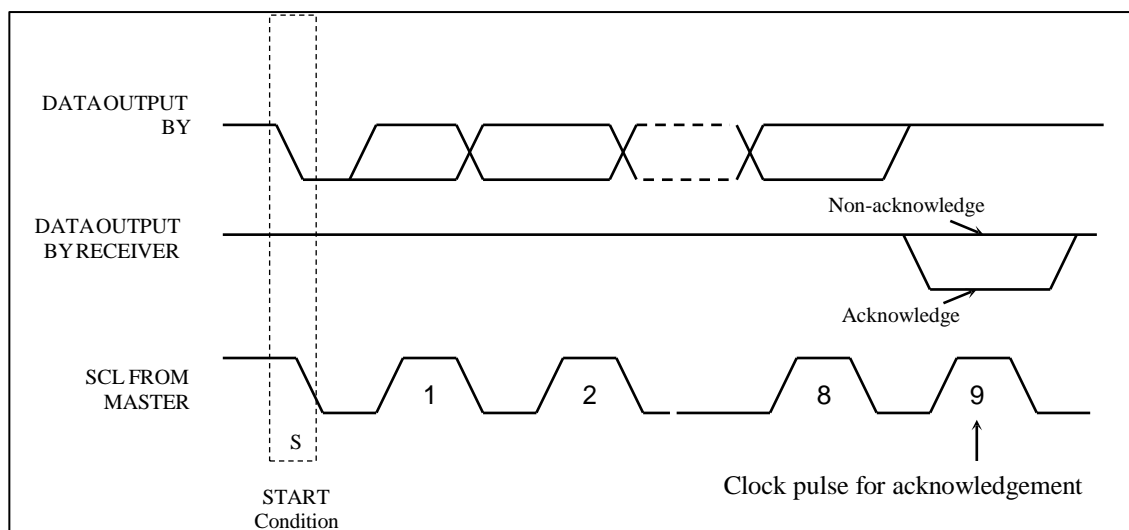 DATA OUTPUT
BY
DATA OUTPUT
BY RECEIVER
Non-acknowledge
Acknowledge
SCL FROM
MASTER
1
2
8
9
S
START
Condition
Clock pulse for acknowledgement